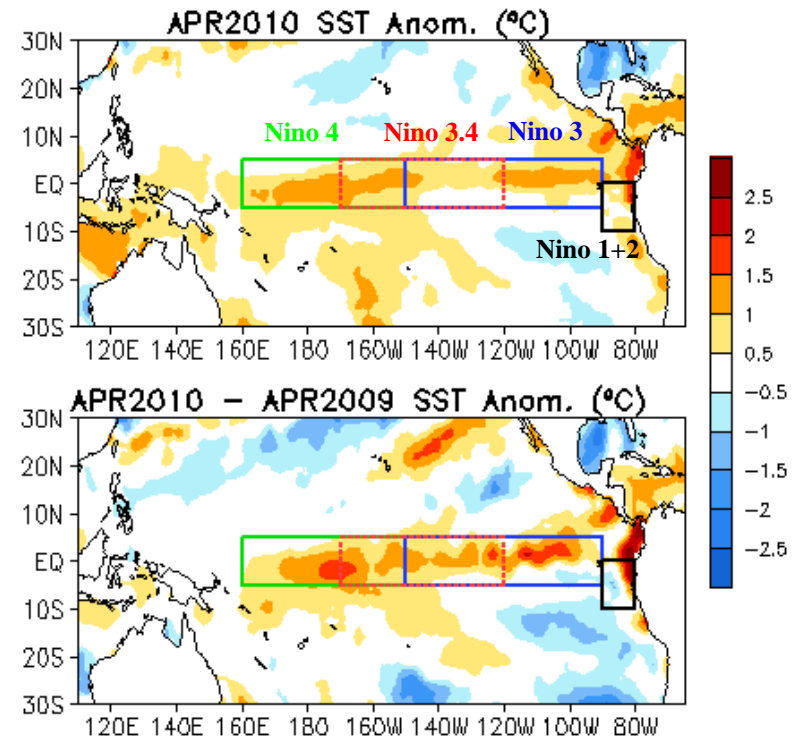 APR2010 SST Anom. (ºC)
30N
20N
10N
EQ
10S
20S
30S
Nino 4
Nino 3.4
Nino 3
Nino 1+2
120E 140E 160E 180 160W 140W 120W 100W 80W
APR2010 – APR2009 SST Anom. (ºC)
30N
20N
10N
EQ
10S
20S
30S
120E 140E 160E 180 160W 140W 120W 100W 80W
2.5
2
1.5
1
0.5
−0.5
−1
−1.5
−2
−2.5